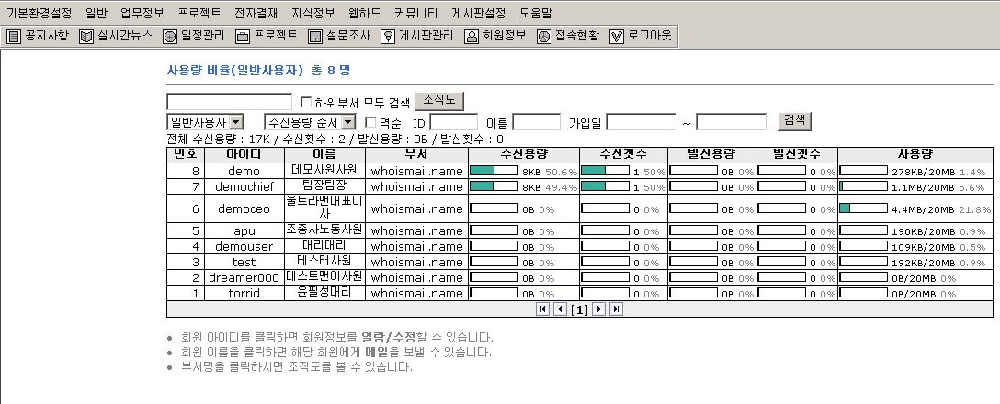 기본환경설정 일반 업무정보 프로젝트 전자결재 지식정보 웹하드 커뮤니티 게시판설정 도움말
공지사항 실시간뉴스 일정관리 프로젝트 설문조사 게시판관리 회원정보 접속현황 로그아웃
사용량 비율(일반사용자) 총 8 명
하위부서 모두 검색 조직도
일반사용자 수신용량 순서 역순 ID 이름 가입일 ~ 검색
전체 수신용량 : 17K / 수신횟수 : 2 / 발신용량 : 0B / 발신횟수 : 0
번호 아이디 이름 부서 수신용량 수신갯수 발신용량 발신갯수 사용량
8 demo 데모사원사원 whoismail.name 8KB 50.6% 1 50% 0B 0% 0 0% 278KB/20MB 1.4%
7 demochief 팀장팀장 whoismail.name 8KB 49.4% 1 50% 0B 0% 0 0% 1.1MB/20MB 5.6%
6 democeo 울트라맨대표이사 whoismail.name 0B 0% 0 0% 0B 0% 0 0% 4.4MB/20MB 21.8%
5 apu 조종사노동사원 whoismail.name 0B 0% 0 0% 0B 0% 0 0% 190KB/20MB 0.9%
4 demouser 대리대리 whoismail.name 0B 0% 0 0% 0B 0% 0 0% 109KB/20MB 0.5%
3 test 테스터사원 whoismail.name 0B 0% 0 0% 0B 0% 0 0% 192KB/20MB 0.9%
2 dreamer000 테스트맨이사원 whoismail.name 0B 0% 0 0% 0B 0% 0 0% 0B/20MB 0%
1 torrid 윤필성대리 whoismail.name 0B 0% 0 0% 0B 0% 0 0% 0B/20MB 0%
[1]
● 회원 아이디를 클릭하면 회원정보를 열람/수정할 수 있습니다.
● 회원 이름을 클릭하면 해당 회원에게 메일을 보낼 수 있습니다.
● 부서명을 클릭하시면 조직도를 볼 수 있습니다.